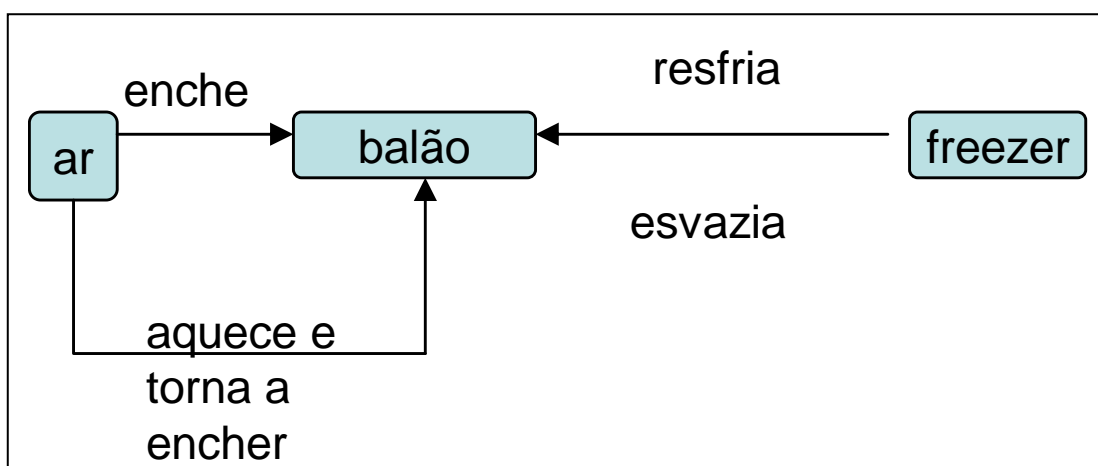 resfria
enche
ar
balão
freezer
esvazia
aquece e
torna a
encher